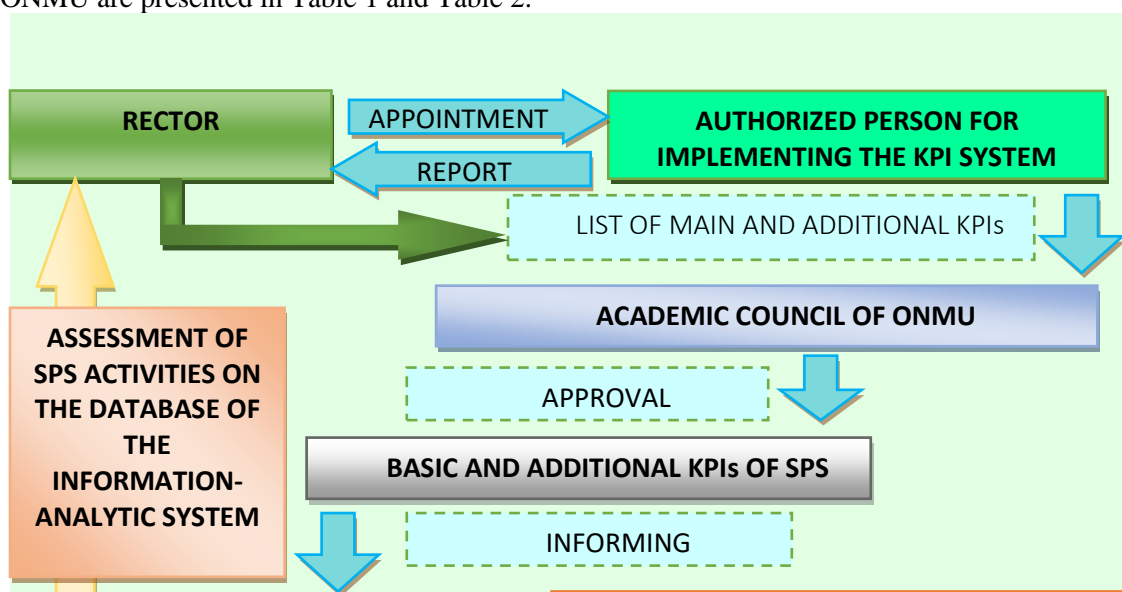 ONMU are presented in Table 1 and Table 2.
RECTOR
APPOINTMENT
REPORT
AUTHORIZED PERSON FOR
IMPLEMENTING THE KPI SYSTEM
LIST OF MAIN AND ADDITIONAL KPIs
ACADEMIC COUNCIL OF ONMU
ASSESSMENT OF
SPS ACTIVITIES ON
THE DATABASE OF
THE
INFORMATION-
ANALYTIC SYSTEM
APPROVAL
BASIC AND ADDITIONAL KPIs OF SPS
INFORMING